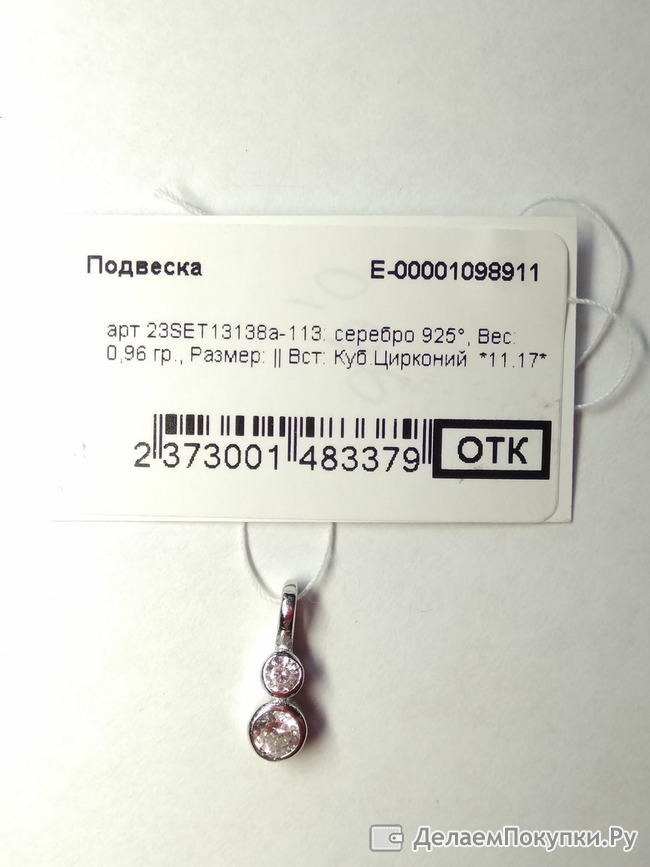 Подвеска E-00001098911
арт 23SET13138a-113: серебро 925°, Вес:
0,96 гр., Размер: || Вст: Куб.Цирконий *11.17*
2 373001 483379 ОТК
ДелаемПокупки.Ру